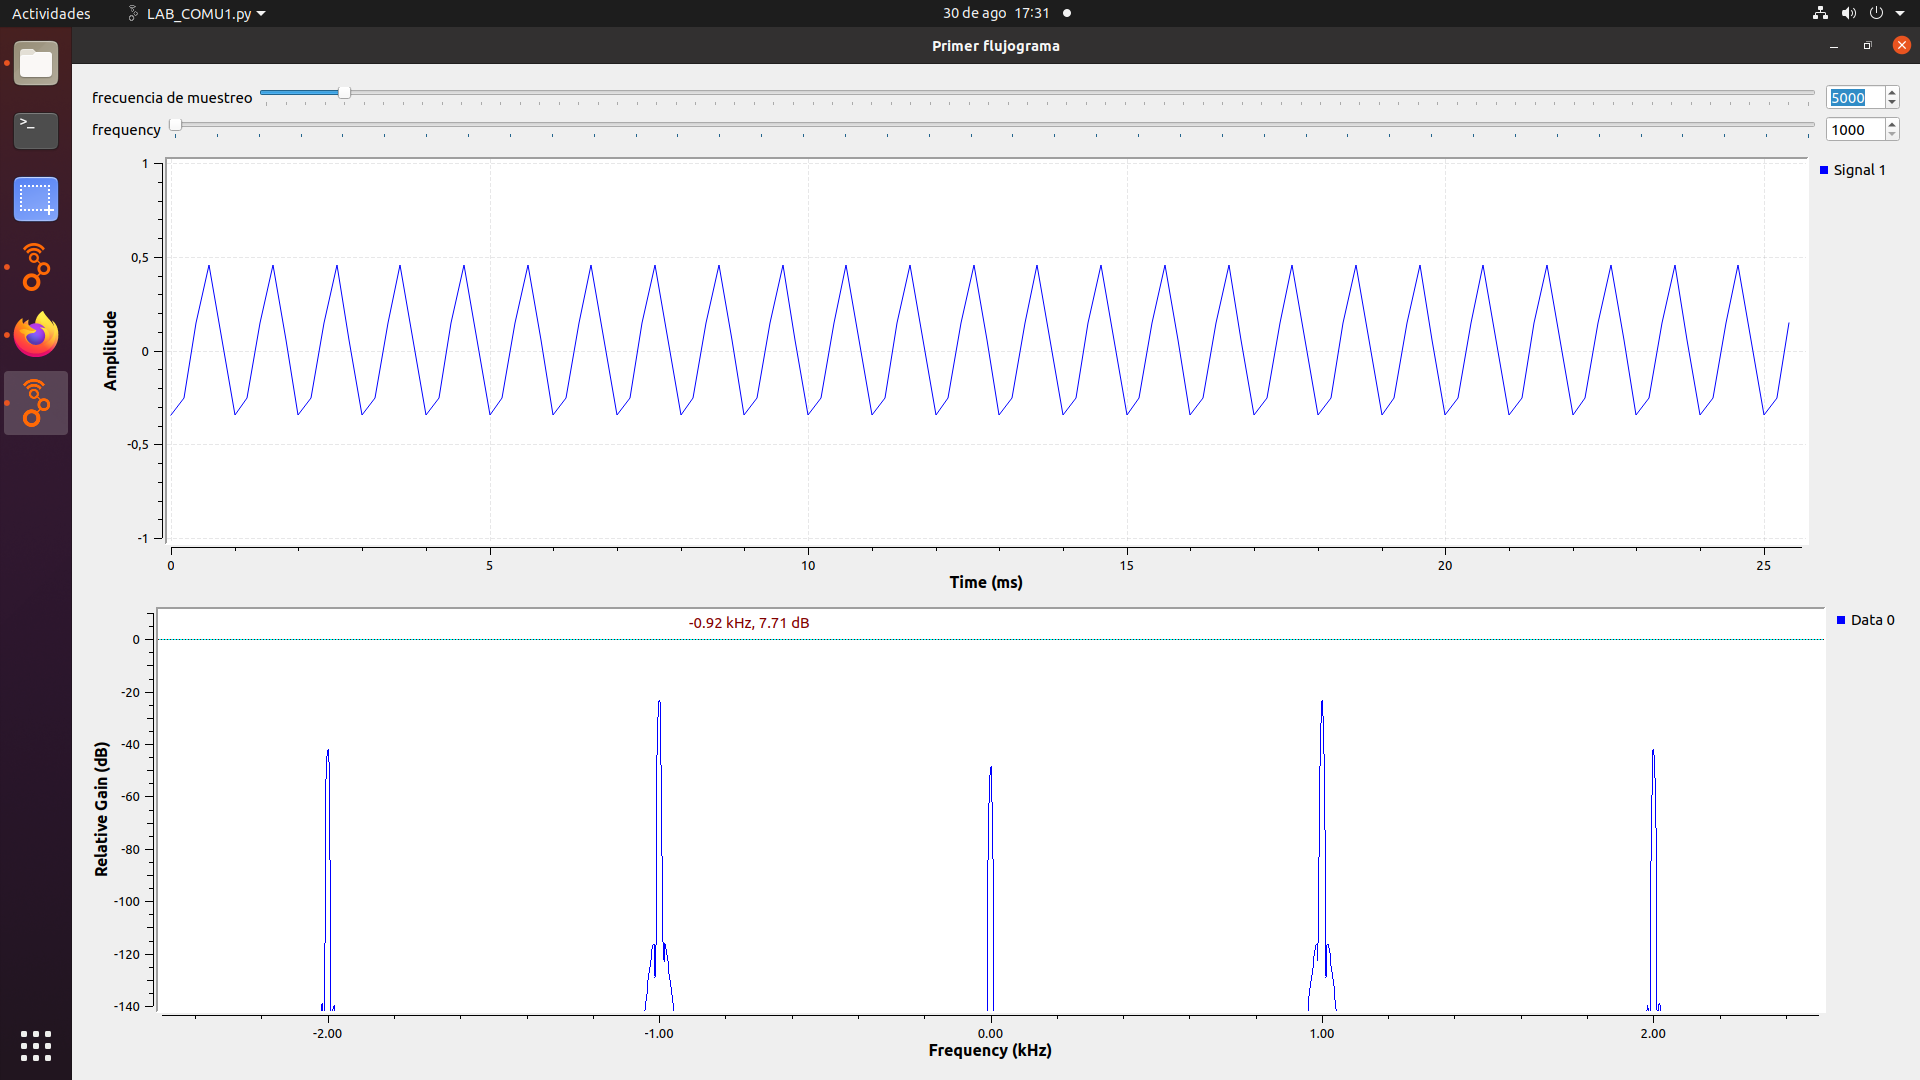 Actividades LAB_COMU1.py 30 de ago 17:31
Primer flujograma
frecuencia de muestreo 5000
frequency 1000
Signal 1
1
0,5
0
-0,5
-1
Amplitude
0 5 10 15 20 25
Time (ms)
-0.92 kHz, 7.71 dB
Data 0
0
-20
-40
-60
-80
-100
-120
-140
Relative Gain (dB)
-2.00 -1.00 0.00 1.00 2.00
Frequency (kHz)